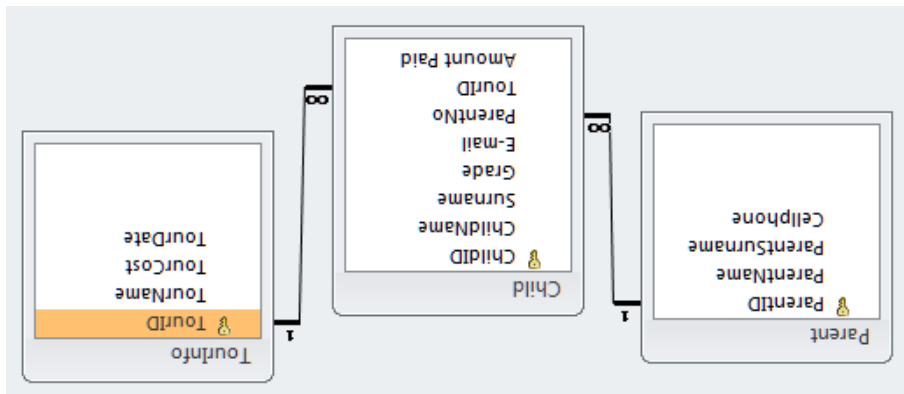 Parent
ParentID
ParentName
ParentSurname
Cellphone
1
∞
Child
ChildID
ChildName
Surname
Grade
E-mail
ParentNo
TourID
Amount Paid
∞
1
TourInfo
TourID
TourName
TourCost
TourDate